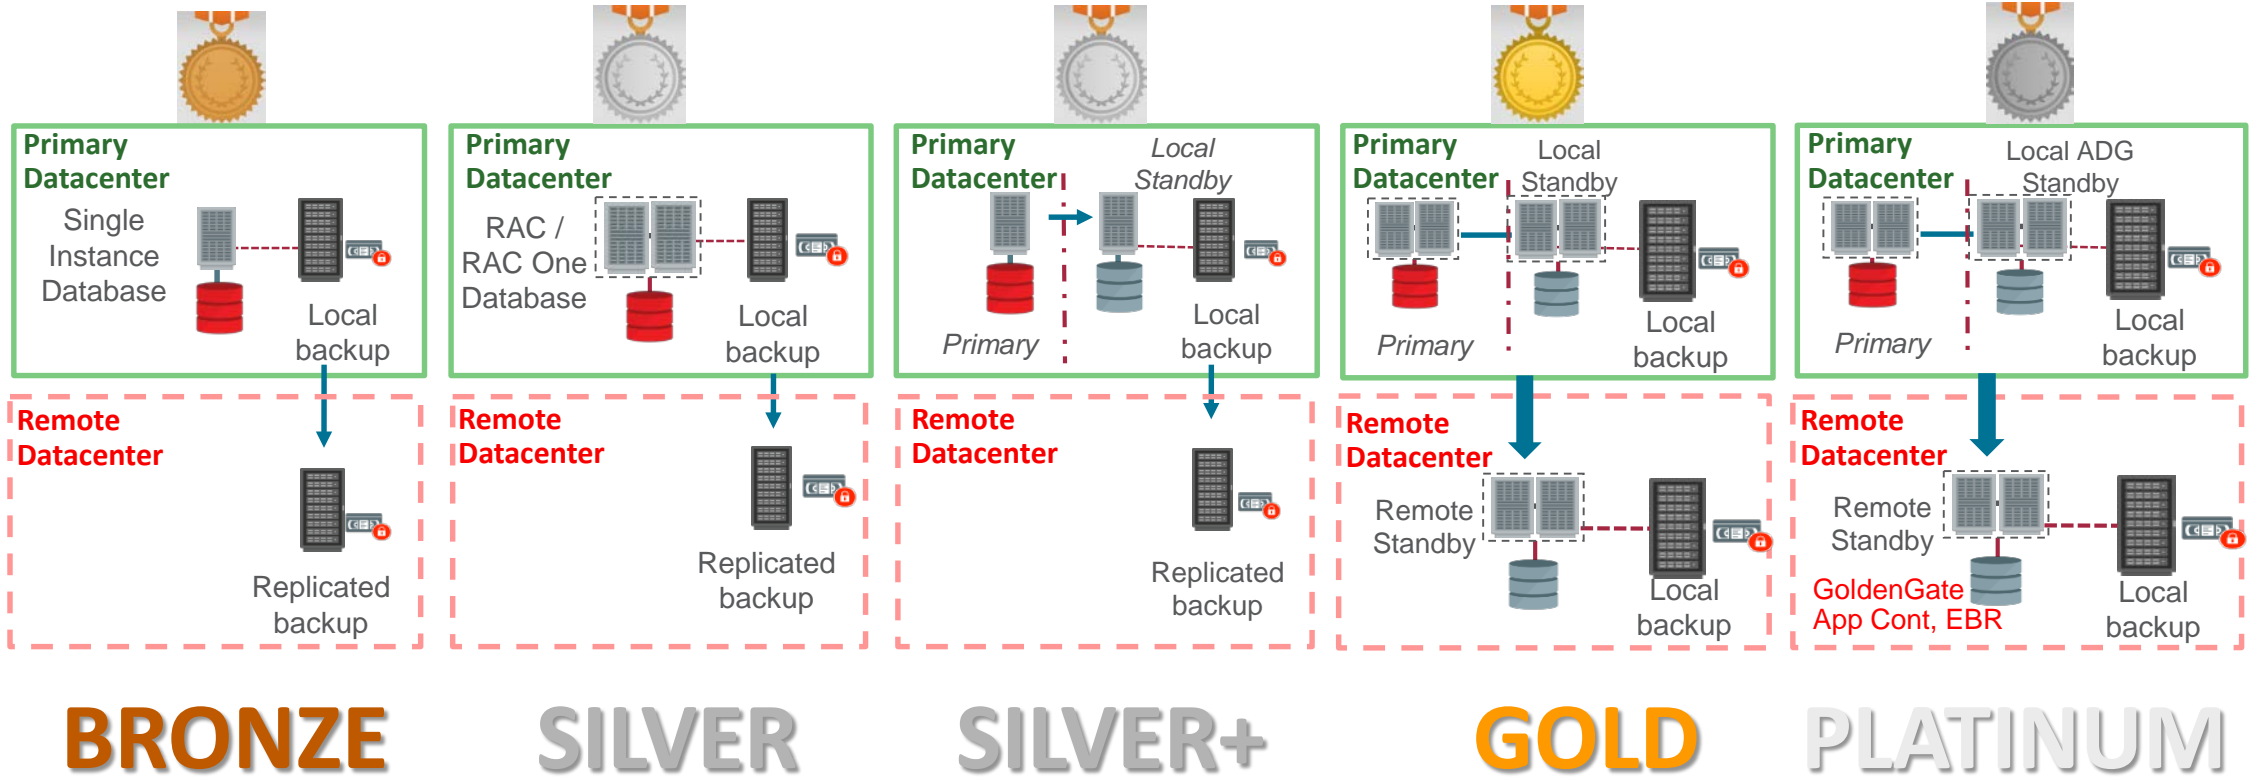 Primary
Datacenter
Single
Instance
Database
Local
backup
Remote
Datacenter
Replicated
backup
BRONZE
Primary
Datacenter
RAC /
RAC One
Database
Local
backup
Remote
Datacenter
Replicated
backup
SILVER
Primary
Datacenter
Local
Standby
Primary
Local
backup
Remote
Datacenter
Replicated
backup
SILVER+
Primary
Datacenter
Local
Standby
Primary
Local
backup
Remote
Datacenter
Remote
Standby
Local
backup
GOLD
Primary
Datacenter
Local ADG
Standby
Primary
Local
backup
Remote
Datacenter
Remote
Standby
GoldenGate
App Cont, EBR
Local
backup
PLATINUM